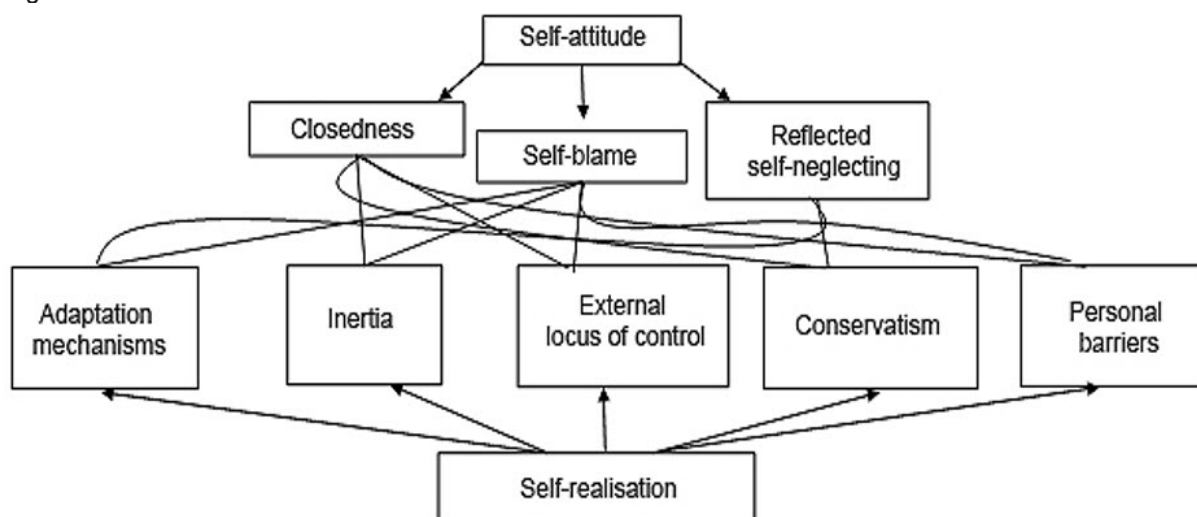 Self-attitude
Closedness
Self-blame
Reflected
self-neglecting
Adaptation
mechanisms
Inertia
External
locus of control
Conservatism
Personal
barriers
Self-realisation